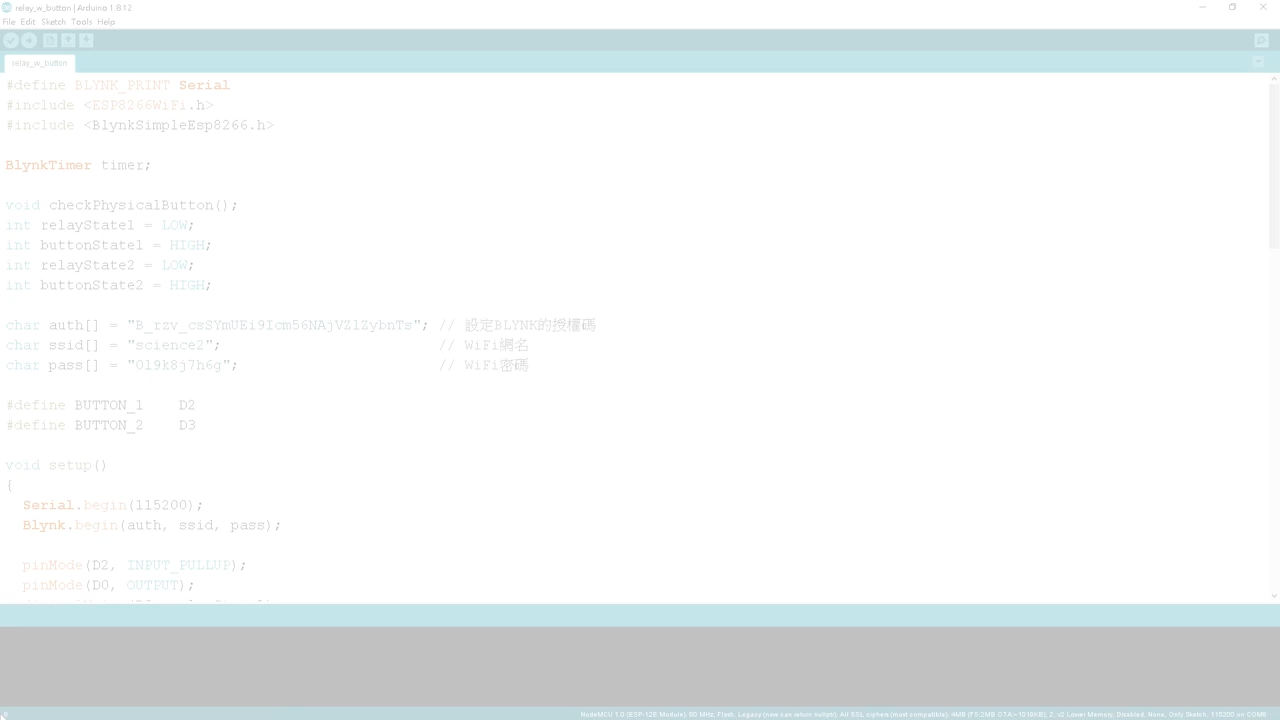 relay_w_button | Arduino 1.8.12
File Edit Sketch Tools Help
relay_w_button
#define BLYNK_PRINT Serial
#include <ESP8266WiFi.h>
#include <BlynkSimpleEsp8266.h>
BlynkTimer timer;
void checkPhysicalButton();
int relayState1 = LOW;
int buttonState1 = HIGH;
int relayState2 = LOW;
int buttonState2 = HIGH;
char auth[] = "B_rzv_csSYmUEi9Icm56NAjVZlZybnTs"; // 設定BLYNK的授權碼
char ssid[] = "science2"; // WiFi網名
char pass[] = "019k8j7h6g"; // WiFi密碼
#define BUTTON_1 D2
#define BUTTON_2 D3
void setup()
{
Serial.begin(115200);
Blynk.begin(auth, ssid, pass);
pinMode(D2, INPUT_PULLUP);
pinMode(D0, OUTPUT);
9
NodeMCU 1.0 (ESP-12E Module), 80 MHz, Flash, Legacy (new can return nullptr), All SSL ciphers (most compatible), 4MB (FS:2MB OTA:~1019KB), 2, v2 Lower Memory, Disabled, None, Only Sketch, 115200 on COM8